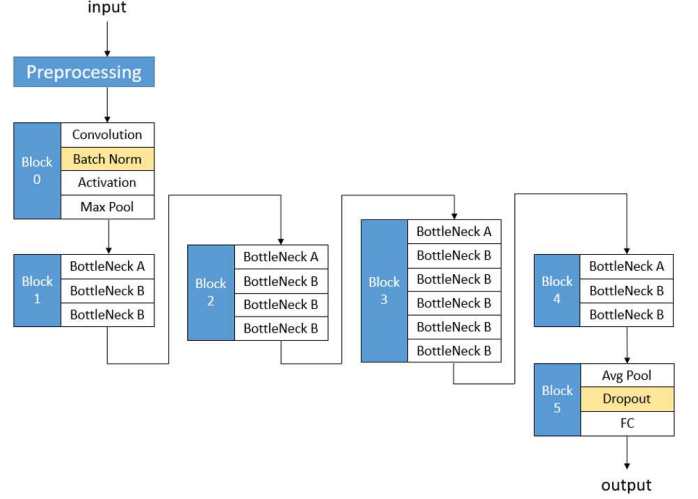 input
Preprocessing
Block
0
Convolution
Batch Norm
Activation
Max Pool
Block
1
BottleNeck A
BottleNeck B
BottleNeck B
Block
2
BottleNeck A
BottleNeck B
BottleNeck B
BottleNeck B
Block
3
BottleNeck A
BottleNeck B
BottleNeck B
BottleNeck B
BottleNeck B
BottleNeck B
Block
4
BottleNeck A
BottleNeck B
BottleNeck B
Block
5
Avg Pool
Dropout
FC
output